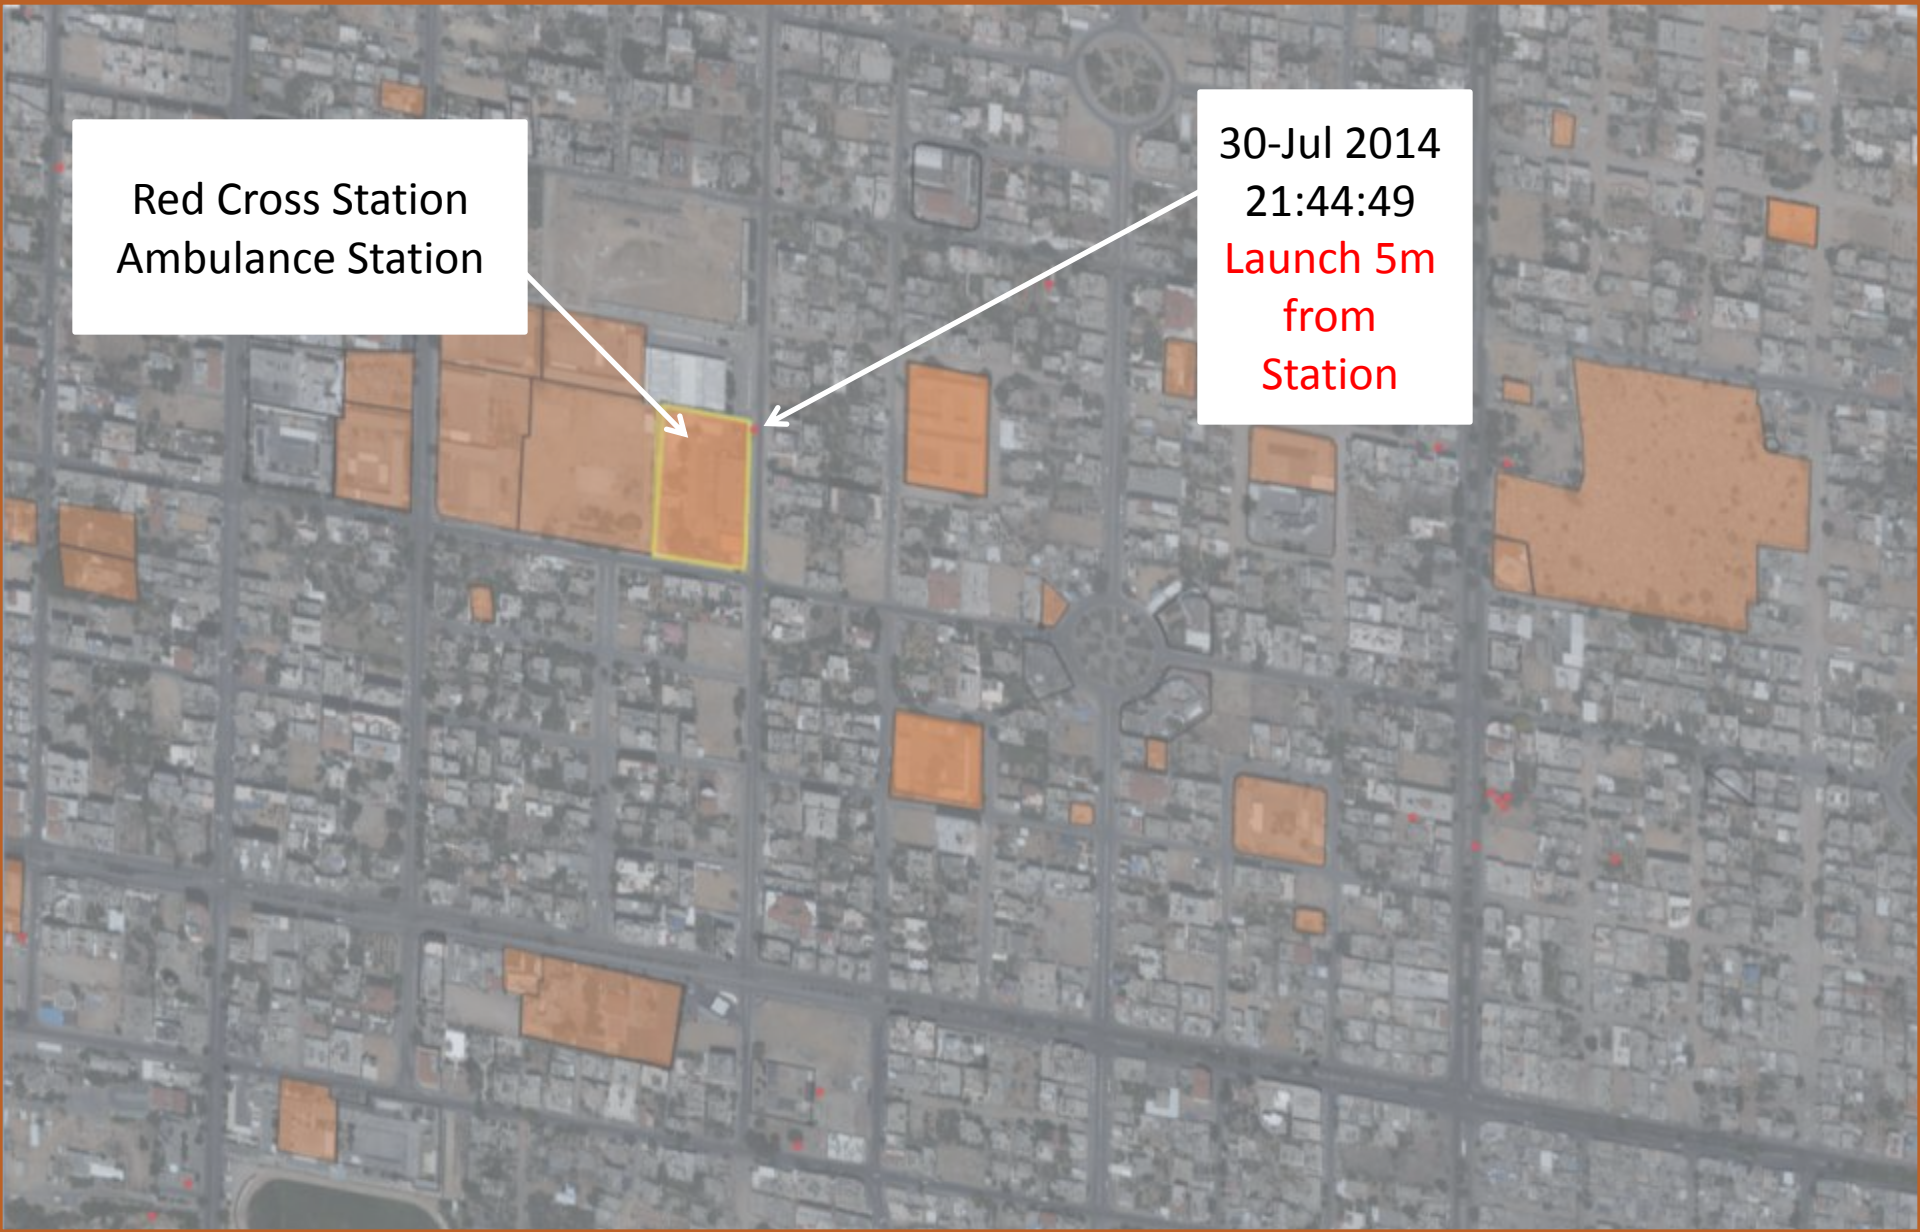 Red Cross Station
Ambulance Station
30-Jul 2014
21:44:49
Launch 5m
from
Station